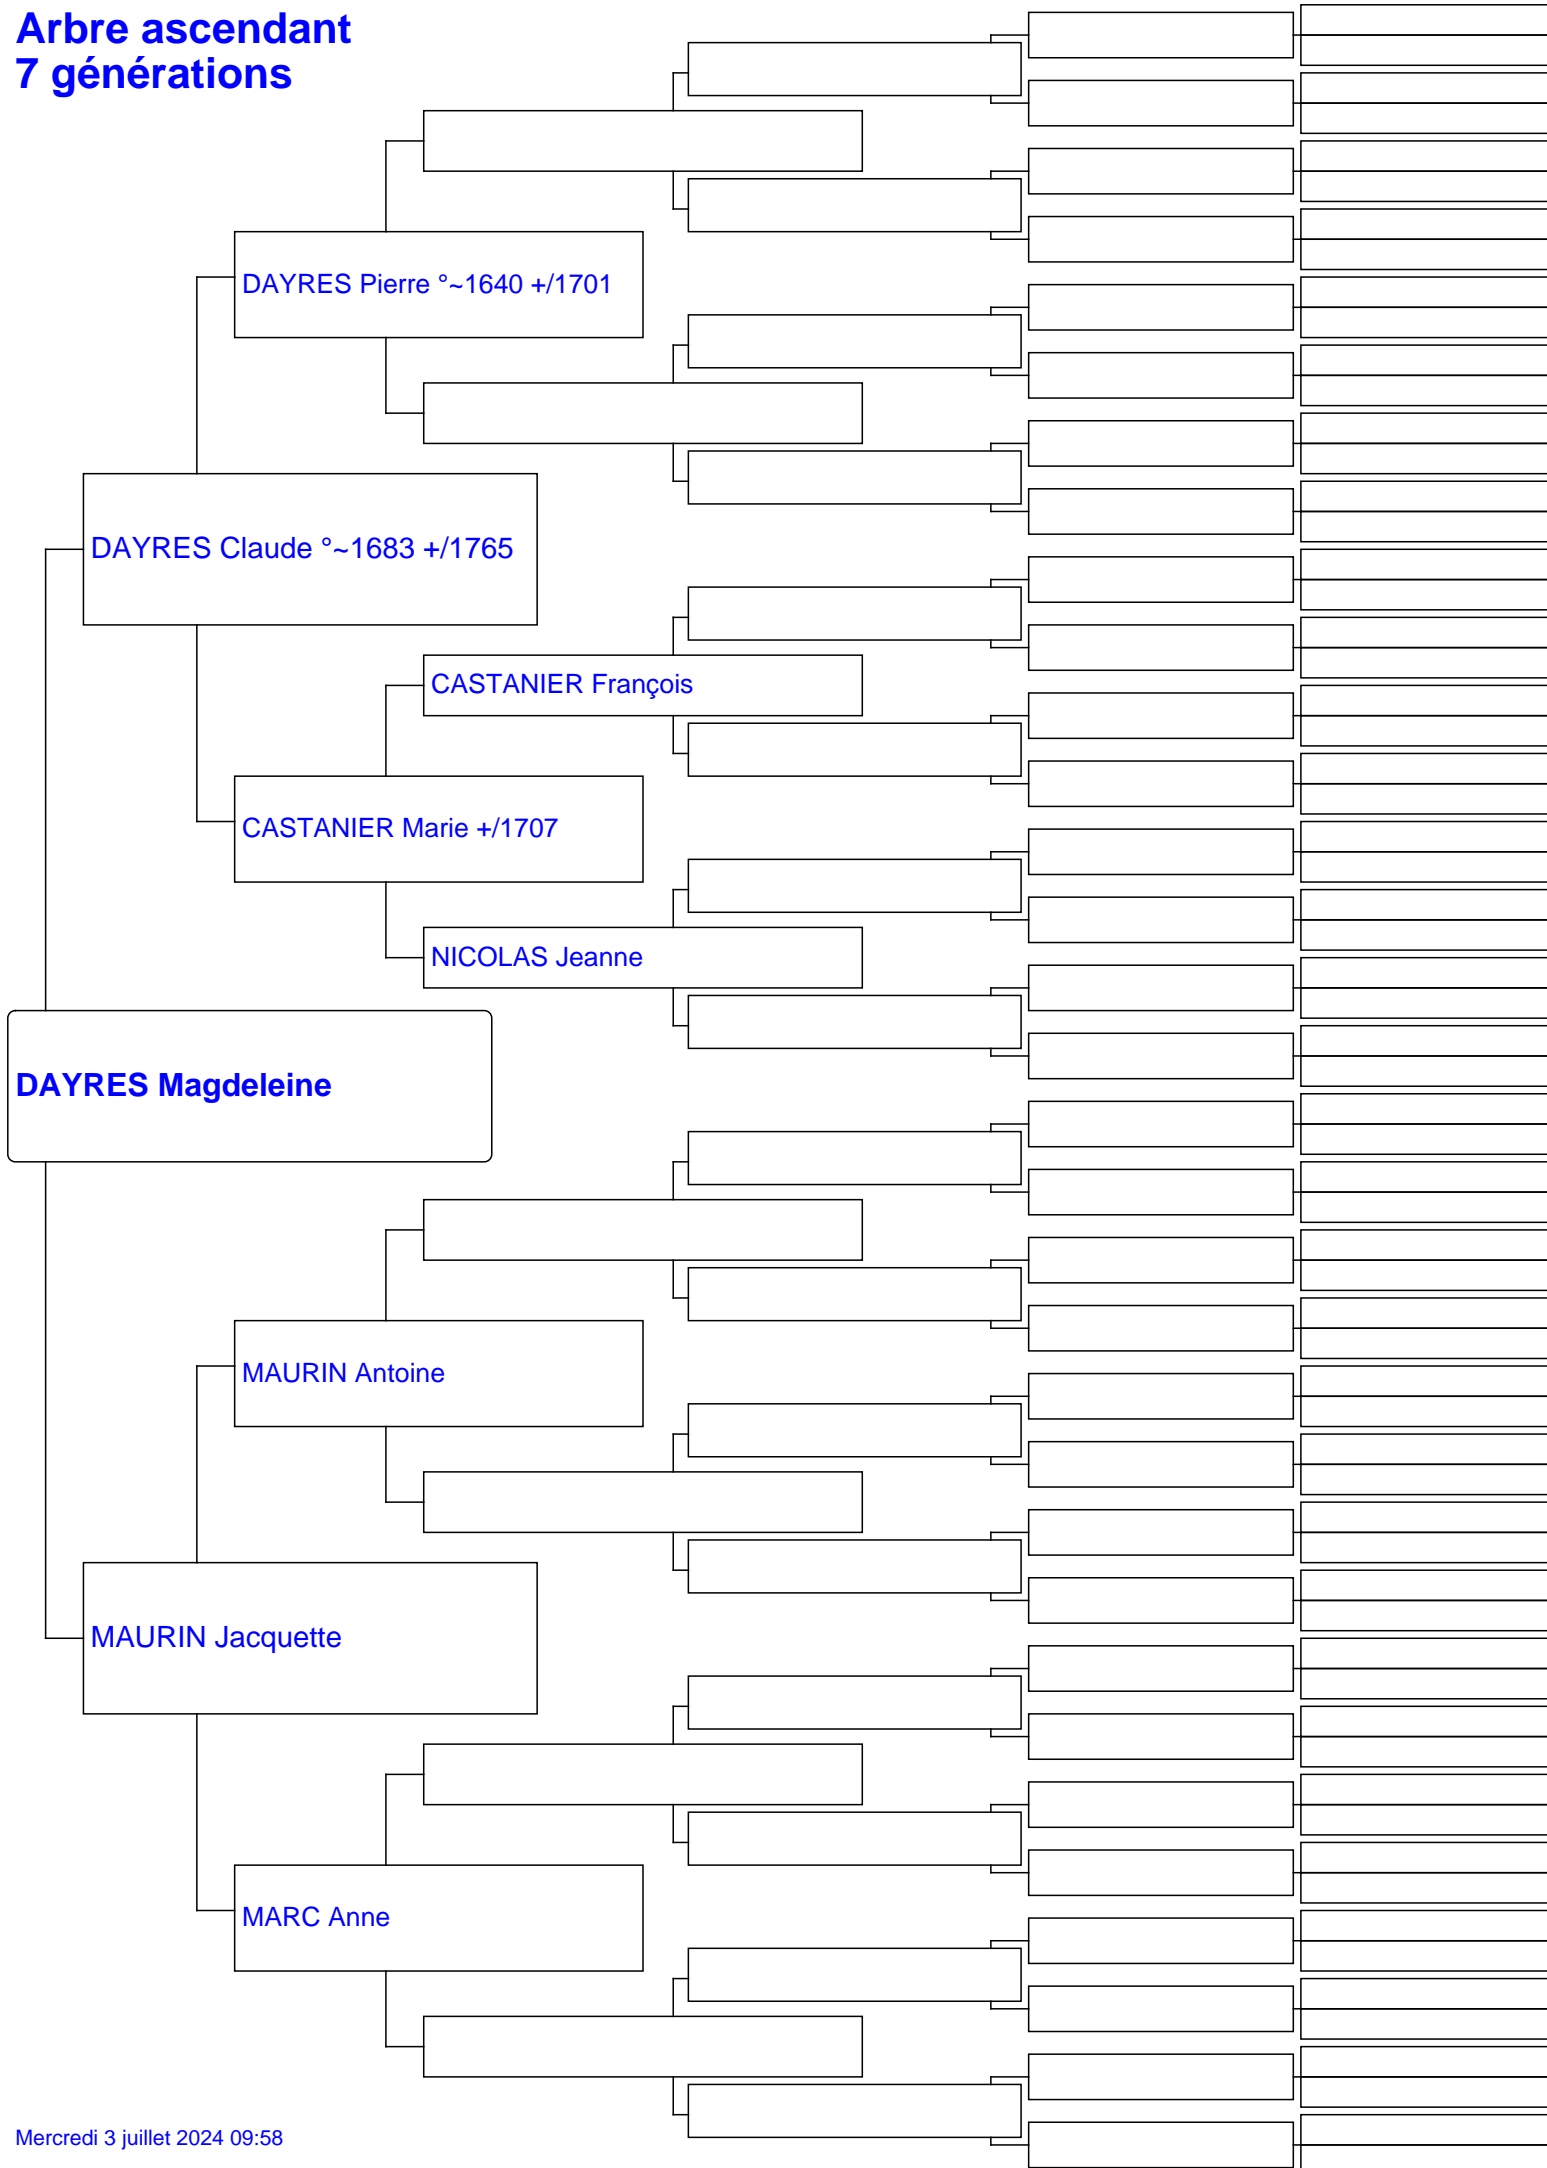 Arbre ascendant
7 générations
DAYRES Pierre °~1640 +/1701
DAYRES Claude °~1683 +/1765
CASTANIER François
CASTANIER Marie +/1707
NICOLAS Jeanne
DAYRES Magdeleine
MAURIN Antoine
MAURIN Jacquette
MARC Anne
Mercredi 3 juillet 2024 09:58